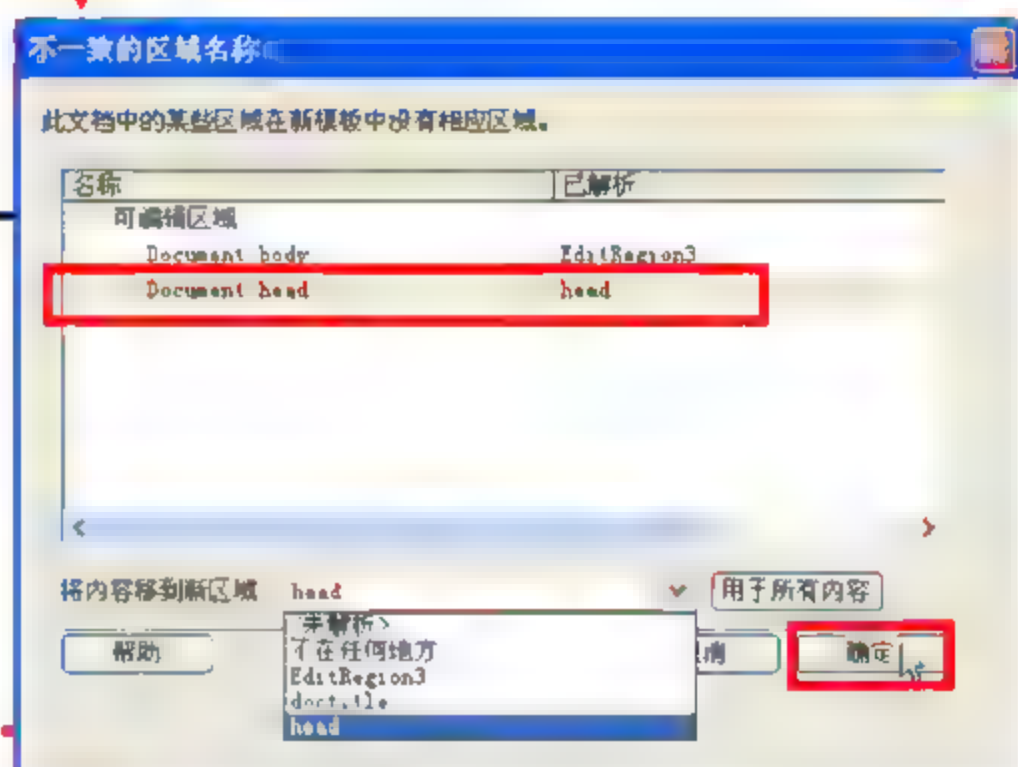 不一致的区域名称
此文档中的某些区域在新模板中没有相应区域。
名称 已解析
可编辑区域
Document body EditRegion3
Document head head
将内容移到新区域 head 用于所有内容
<未解析>
帮助 不在任何地方 取消 确定
EditRegion3
doctitle
head